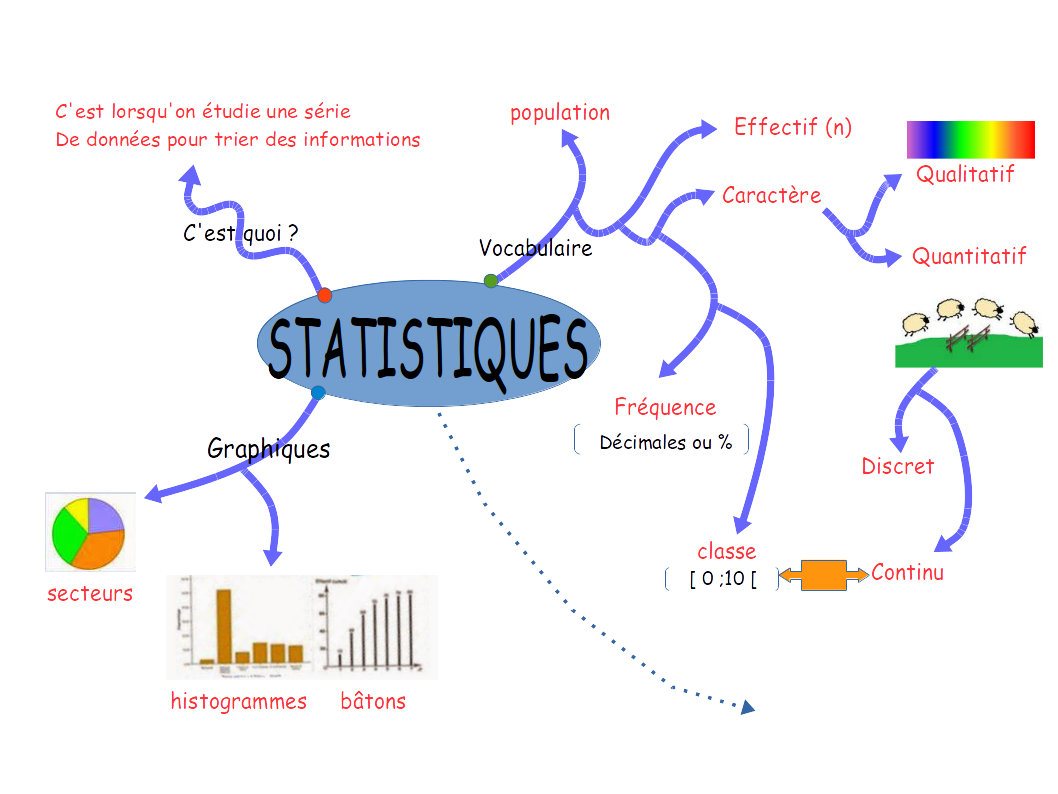 C'est lorsqu'on étudie une série
De données pour trier des informations
C'est quoi ?
STATISTIQUES
Vocabulaire
population
Effectif (n)
Caractère
Qualitatif
Quantitatif
Discret
Continu
Fréquence
Décimales ou %
classe
[ 0 ;10 [
Graphiques
secteurs
histogrammes
bâtons